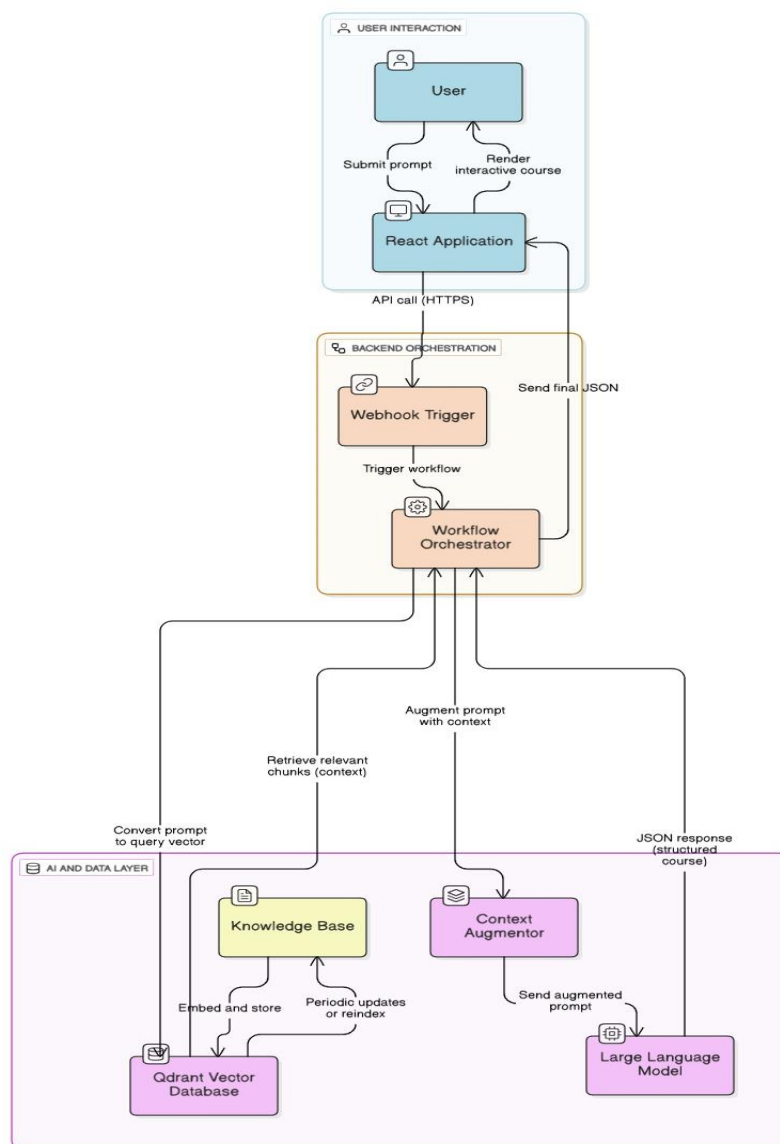 USER INTERACTION
User
Submit prompt
Render
interactive course
React Application
API call (HTTPS)
BACKEND ORCHESTRATION
Send final JSON
Webhook Trigger
Trigger workflow
Workflow
Orchestrator
Augment prompt
with context
Retrieve relevant
chunks (context)
Convert prompt
to query vector
JSON response
(structured
course)
AI AND DATA LAYER
Knowledge Base
Context
Augmentor
Embed and store
Periodic updates
or reindex
Send augmented
prompt
Qdrant Vector
Database
Large Language
Model